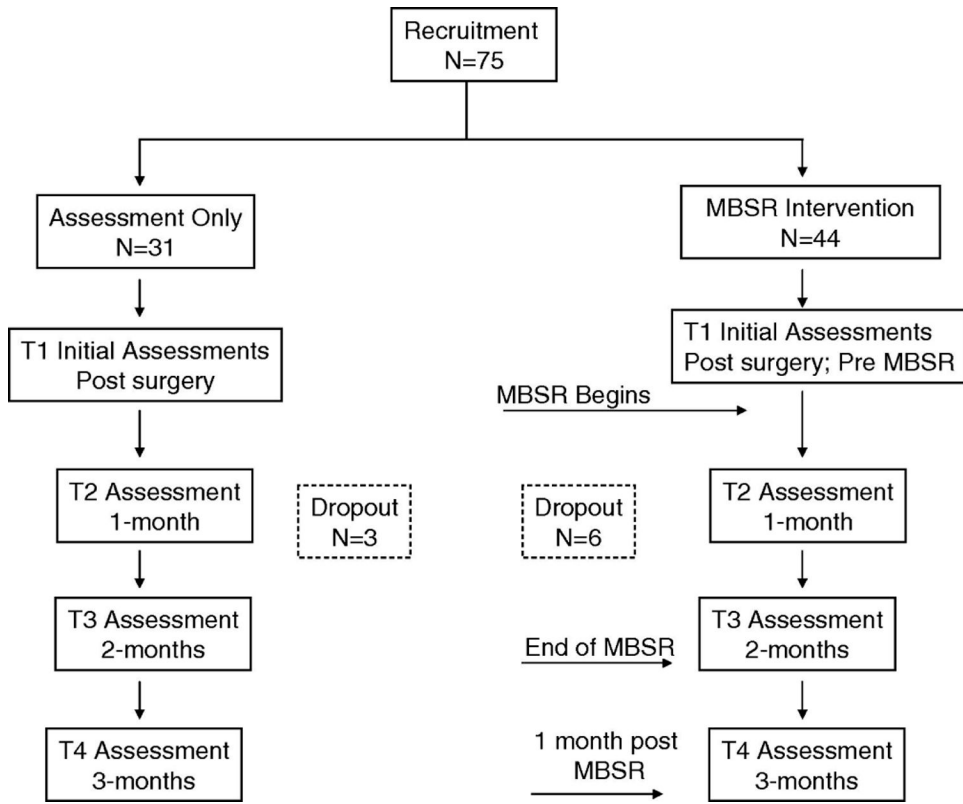 Recruitment
N=75
Assessment Only
N=31
MBSR Intervention
N=44
T1 Initial Assessments
Post surgery
T1 Initial Assessments
Post surgery; Pre MBSR
MBSR Begins
T2 Assessment
1-month
Dropout
N=3
Dropout
N=6
T2 Assessment
1-month
T3 Assessment
2-months
End of MBSR
T3 Assessment
2-months
T4 Assessment
3-months
1 month post
MBSR
T4 Assessment
3-months